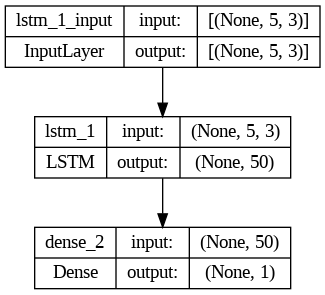 lstm_1_input input: [(None, 5, 3)]
InputLayer output: [(None, 5, 3)]
lstm_1 input: (None, 5, 3)
LSTM output: (None, 50)
dense_2 input: (None, 50)
Dense output: (None, 1)